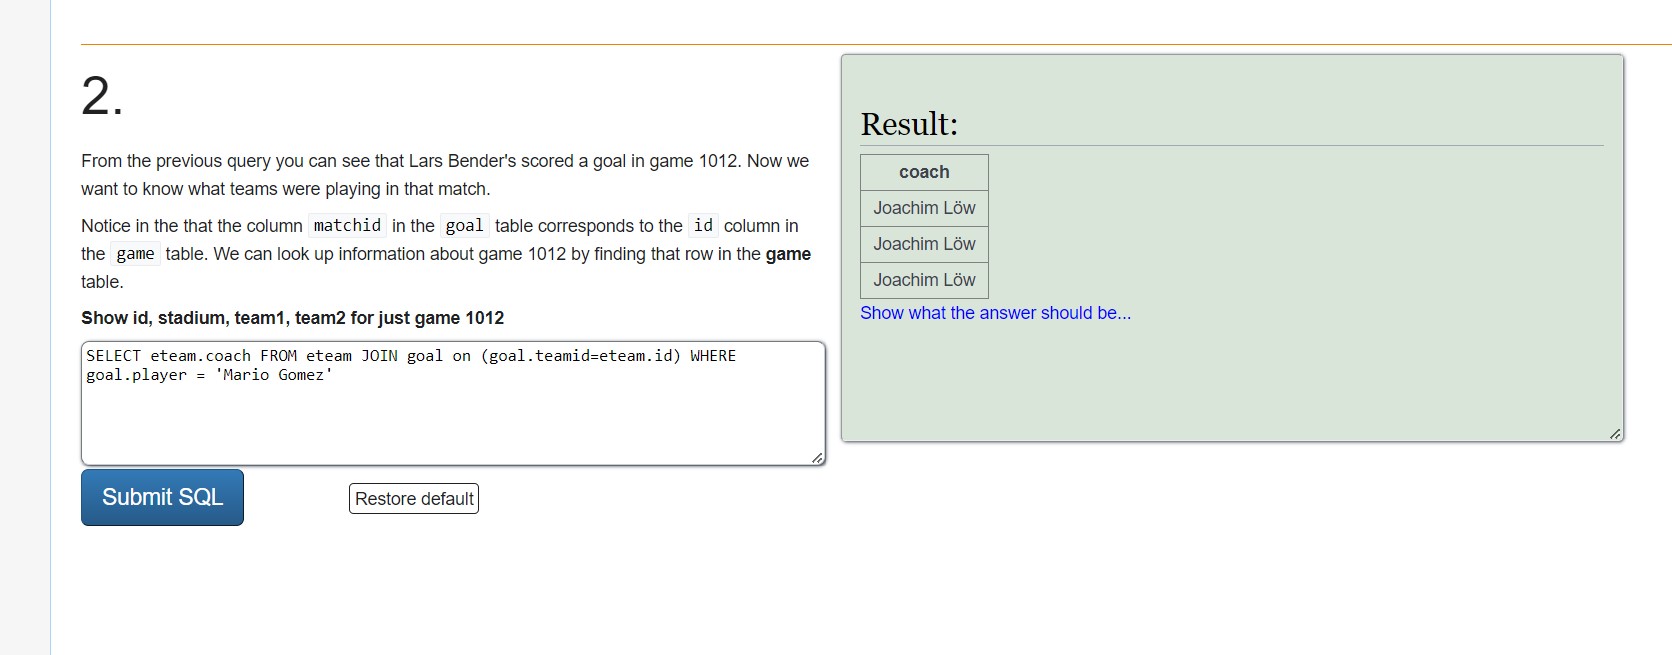 2.
From the previous query you can see that Lars Bender's scored a goal in game 1012. Now we
want to know what teams were playing in that match.
Notice in the that the column matchid in the goal table corresponds to the id column in
the game table. We can look up information about game 1012 by finding that row in the game
table.
Show id, stadium, team1, team2 for just game 1012
SELECT eteam.coach FROM eteam JOIN goal on (goal.teamid=eteam.id) WHERE
goal.player = 'Mario Gomez'
Submit SQL
Restore default
Result:
coach
Joachim Löw
Joachim Löw
Joachim Löw
Show what the answer should be...